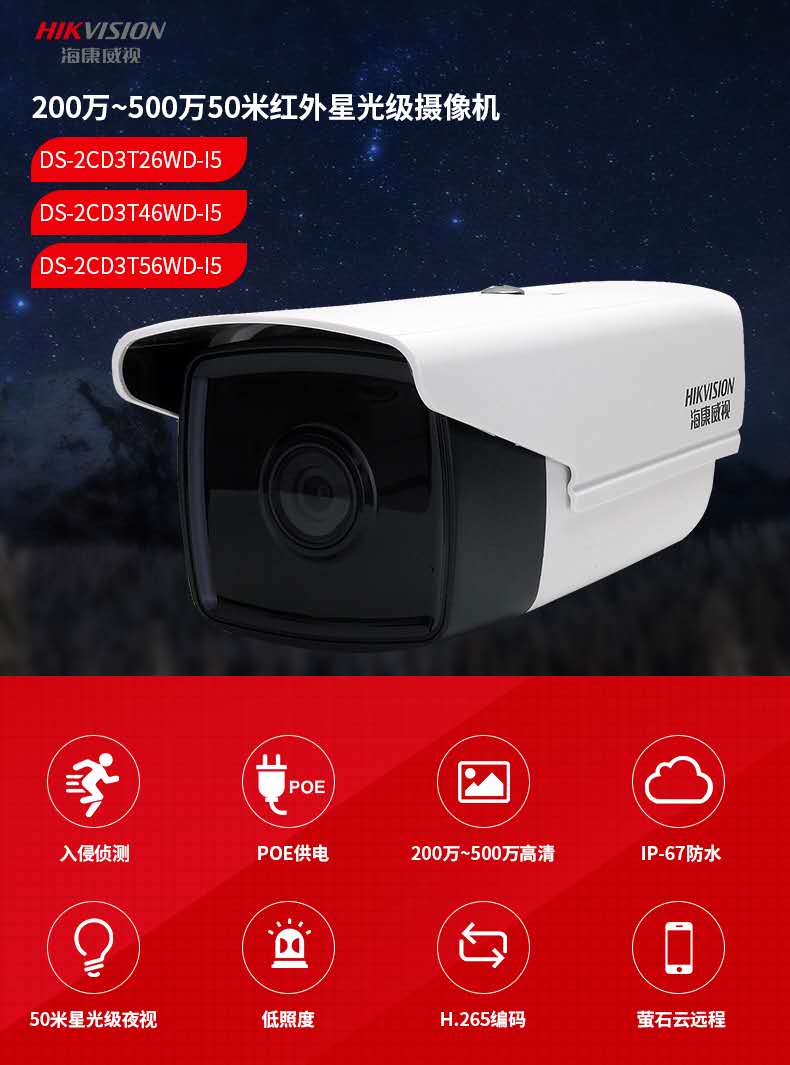 HIKVISION
海康威视
200万~500万50米红外星光级摄像机
DS-2CD3T26WD-I5
DS-2CD3T46WD-I5
DS-2CD3T56WD-I5
HIKVISION
海康威视
POE
入侵侦测
POE供电
200万~500万高清
IP-67防水
50米星光级夜视
低照度
H.265编码
萤石云远程